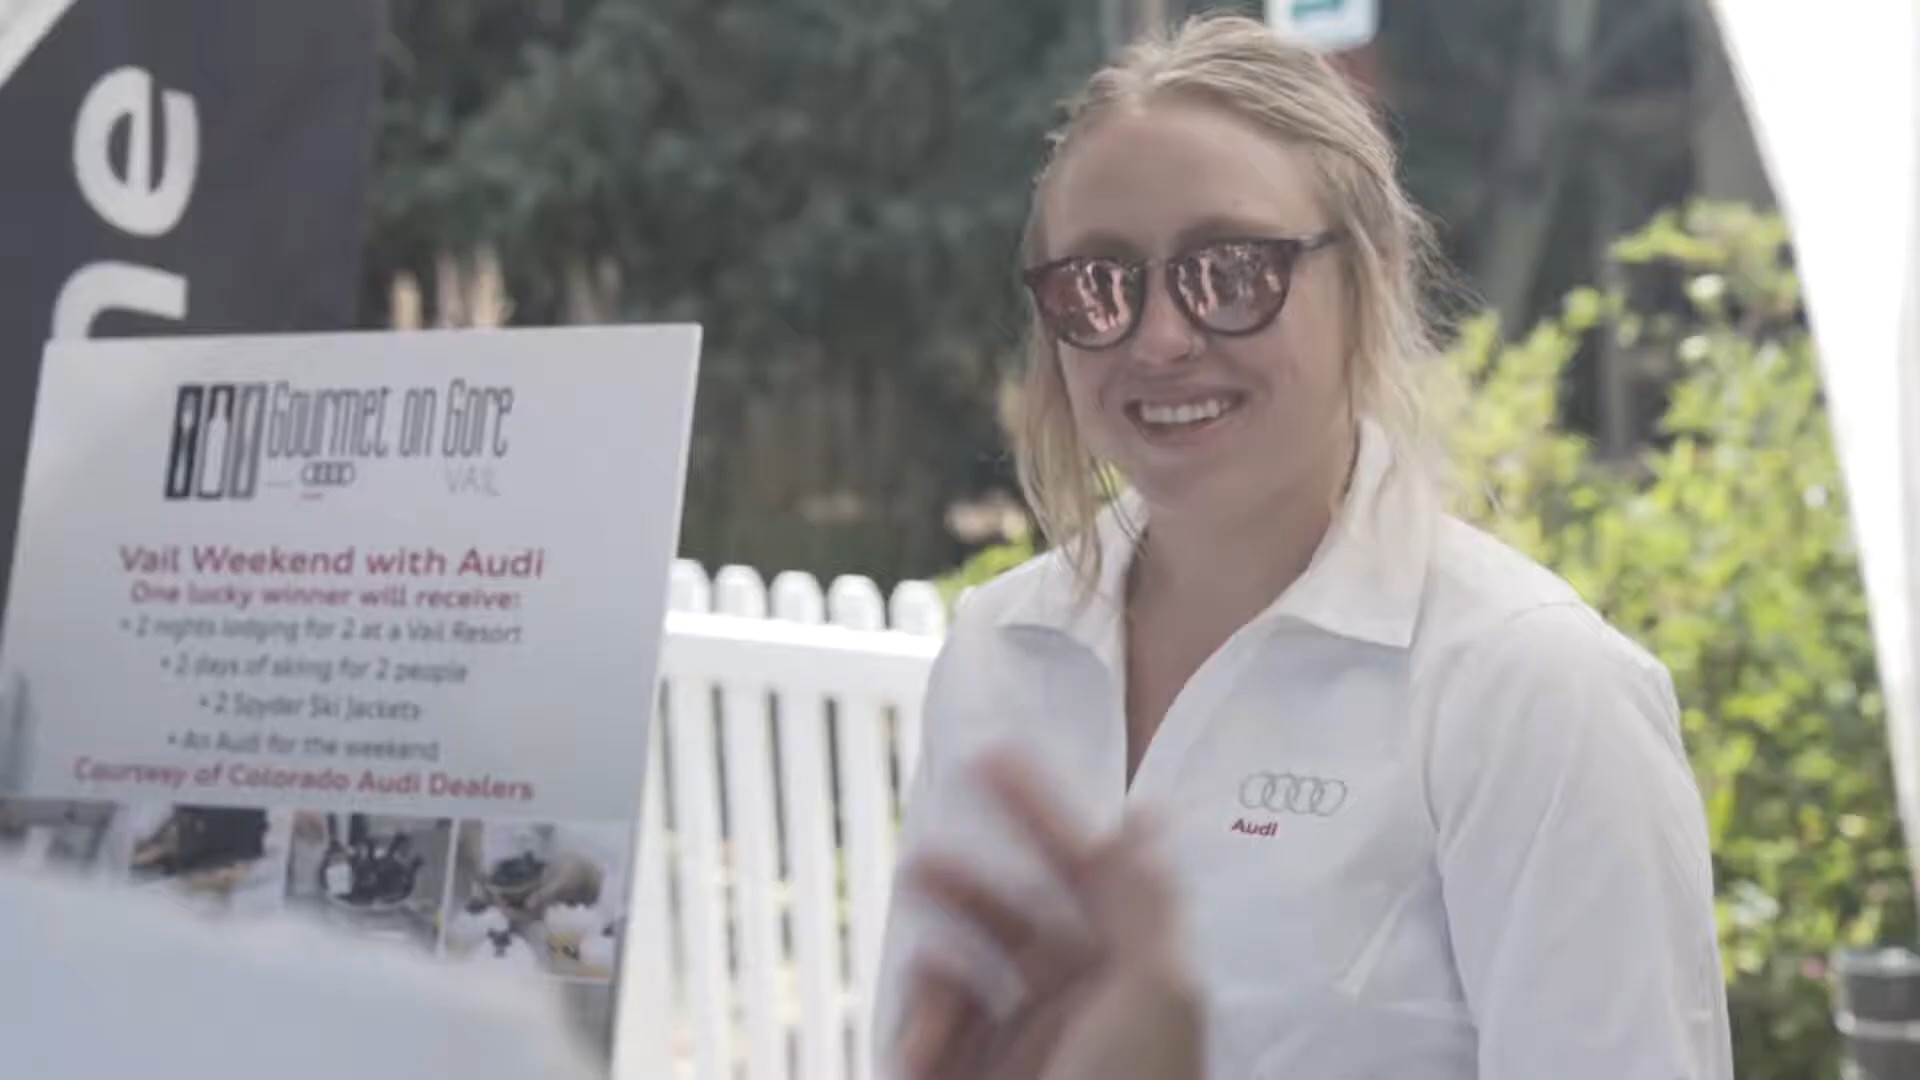 ne
Gourmet on Gore
VAIL
Vail Weekend with Audi
One lucky winner will receive:
• 2 nights lodging for 2 at a Vail Resort
• 2 days of skiing for 2 people
• 2 Spyder Ski Jackets
• An Audi for the weekend
Courtesy of Colorado Audi Dealers
Audi